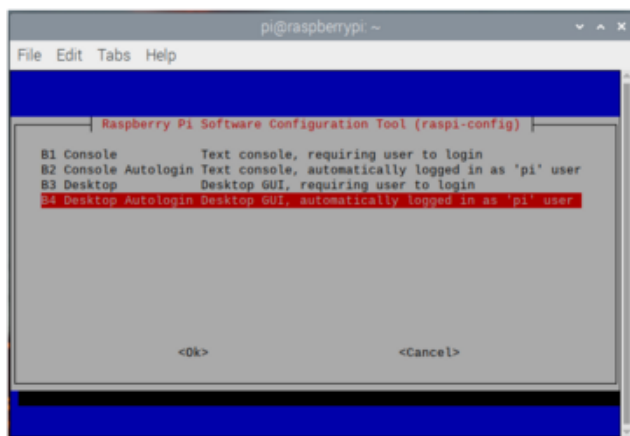 pi@raspberrypi: ~
File Edit Tabs Help
Raspberry Pi Software Configuration Tool (raspi-config)
B1 Console Text console, requiring user to login
B2 Console Autologin Text console, automatically logged in as 'pi' user
B3 Desktop Desktop GUI, requiring user to login
B4 Desktop Autologin Desktop GUI, automatically logged in as 'pi' user
<Ok> <Cancel>